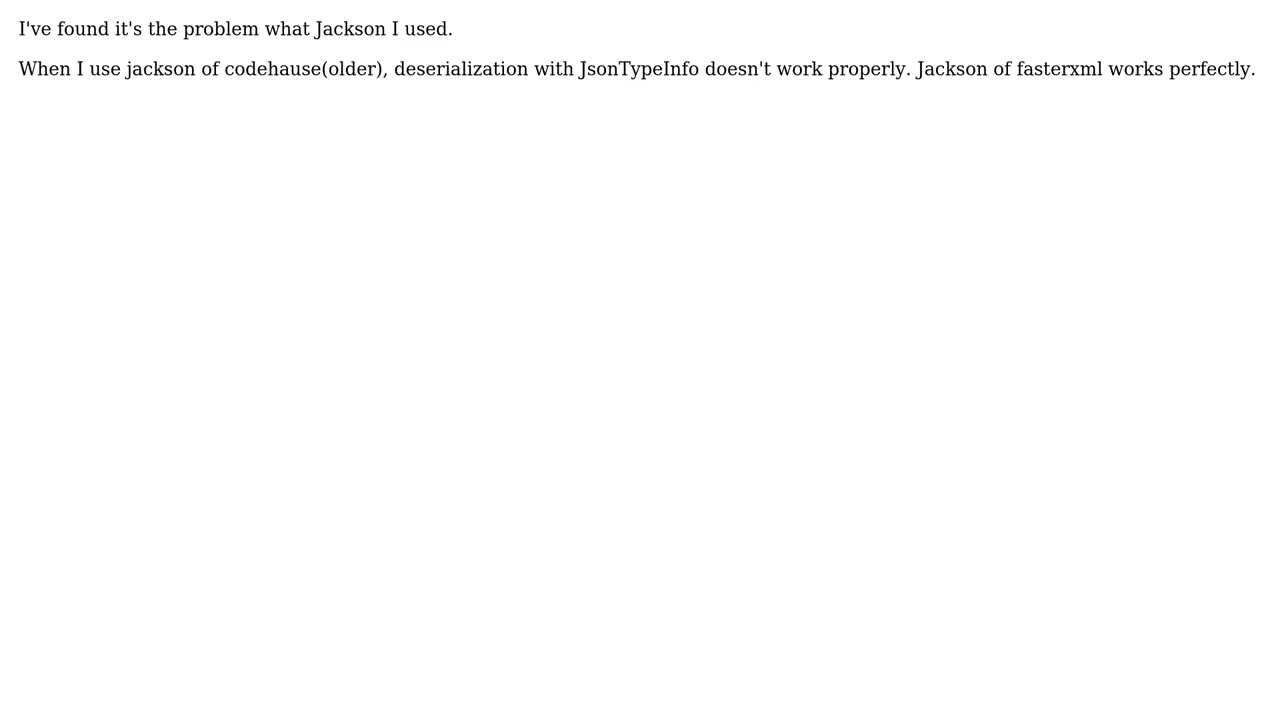 I've found it's the problem what Jackson I used.
When I use jackson of codehause(older), deserialization with JsonTypeInfo doesn't work properly. Jackson of fasterxml works perfectly.